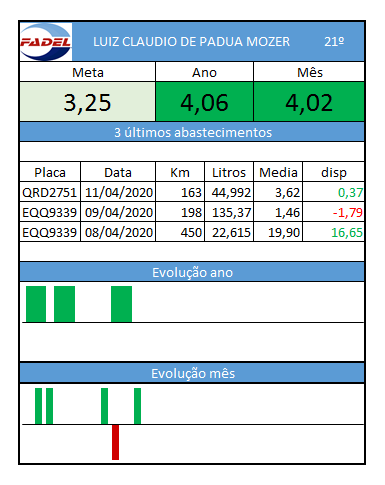 FADEL LUIZ CLAUDIO DE PADUA MOZER 21º
Meta Ano Mês
3,25 4,06 4,02
3 últimos abastecimentos
Placa Data Km Litros Media disp
QRD2751 11/04/2020 163 44,992 3,62 0,37
EQQ9339 09/04/2020 198 135,37 1,46 -1,79
EQQ9339 08/04/2020 450 22,615 19,90 16,65
Evolução ano
Evolução mês